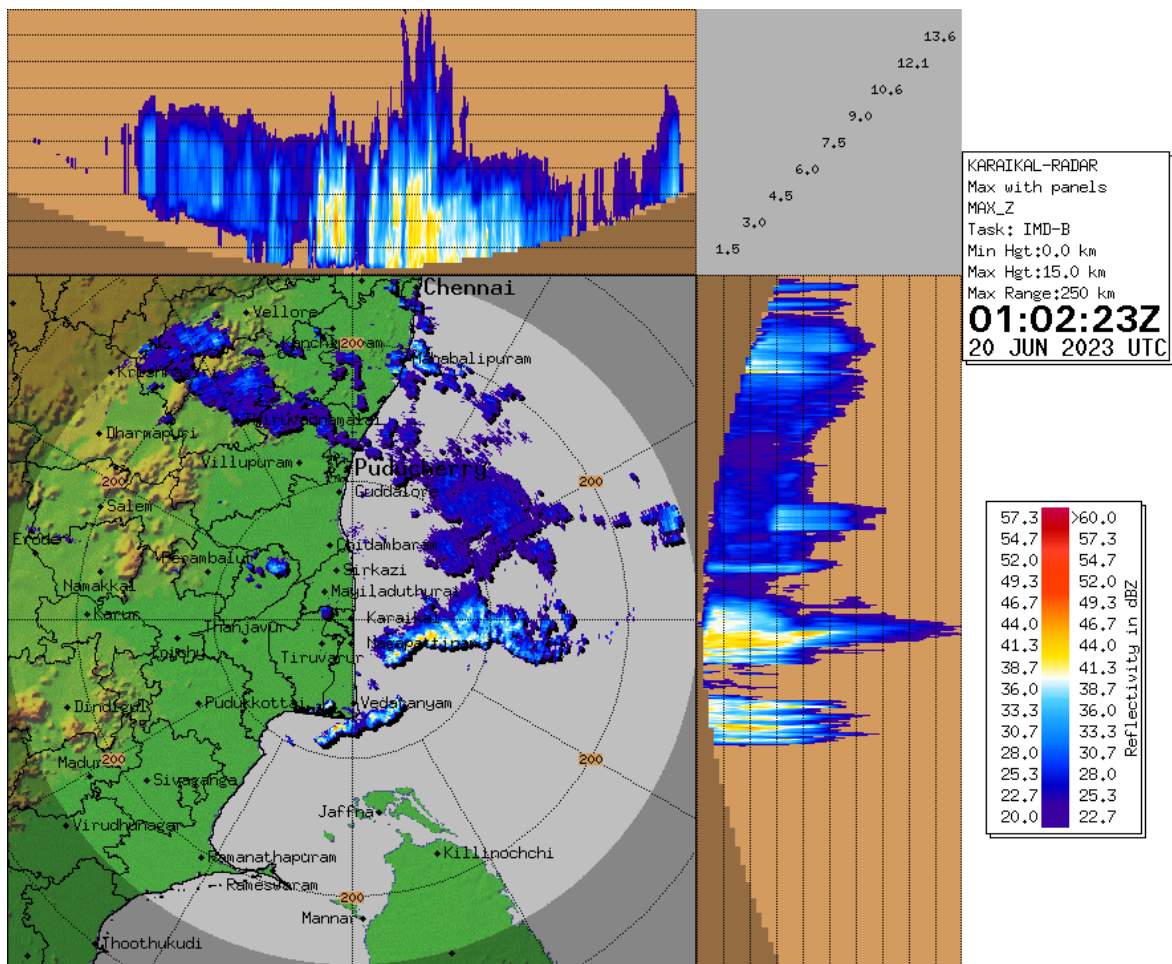 13.6
12.1
10.6
9.0
7.5
6.0
4.5
3.0
1.5
KARAIKAL-RADAR
Max with panels
MAX_Z
Task: IMD-B
Min Hgt:0.0 km
Max Hgt:15.0 km
Max Range:250 km
01:02:23Z
20 JUN 2023 UTC
Chennai
Vellore
200
Mahabalipuram
Dharmapuri
Villupuram
Puducherry
200
200
Cuddalore
Salem
Erode
Chidambaram
Perambalur
Sirkazi
Namakkal
Mayiladuthurai
Karur
Karaikal
Thanjavur
Nagapattinam
Tiruvarur
Dindigul
Pudukkottai
Vedaranyam
200
200
Sivaganga
Virudhunagar
Jaffna
Killinochchi
Ramanathapuram
Rameswaram
200
Mannar
Thoothukudi
57.3 >60.0
54.7 57.3
52.0 54.7
49.3 52.0
46.7 49.3
44.0 46.7
41.3 44.0
38.7 41.3
36.0 38.7
33.3 36.0
30.7 33.3
28.0 30.7
25.3 28.0
22.7 25.3
20.0 22.7
Reflectivity in dBZ